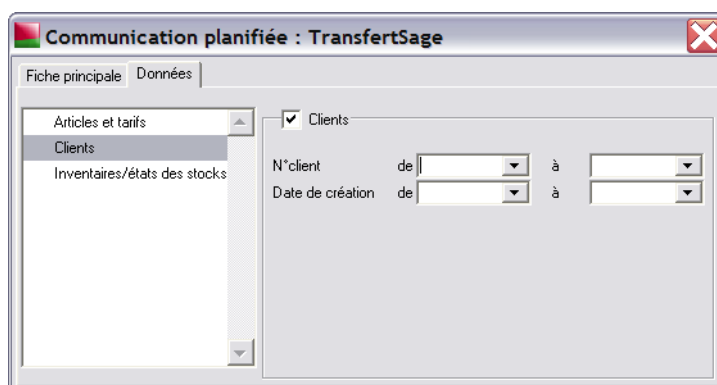 Communication planifiée : TransfertSage
Fiche principale Données
Articles et tarifs
Clients
Inventaires/états des stocks
Clients
N°client de à
Date de création de à